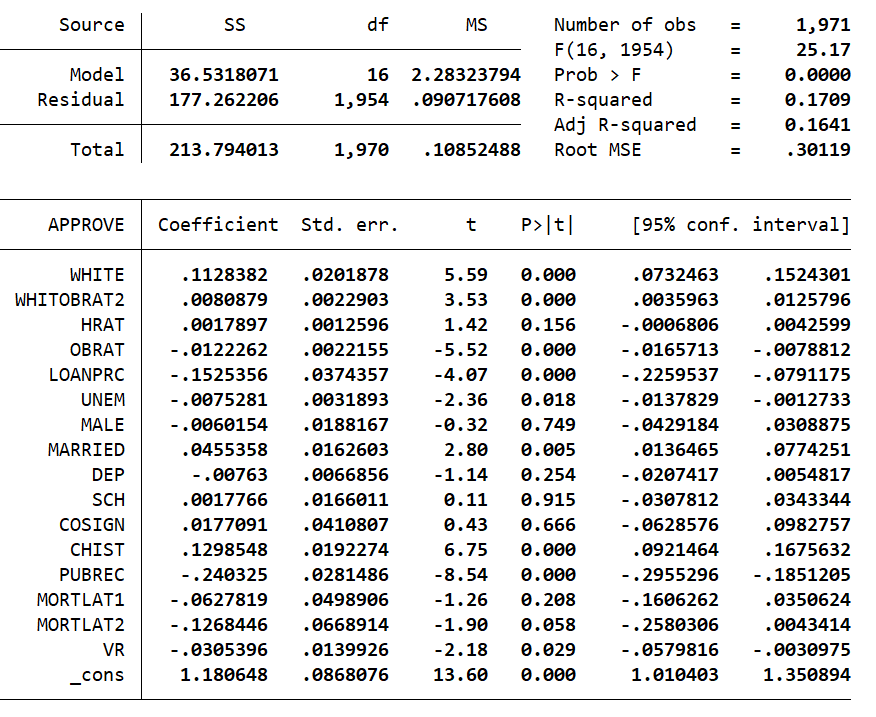 Source SS df MS Number of obs = 1,971
F(16, 1954) = 25.17
Model 36.5318071 16 2.28323794 Prob > F = 0.0000
Residual 177.262206 1,954 .090717608 R-squared = 0.1709
Adj R-squared = 0.1641
Total 213.794013 1,970 .10852488 Root MSE = .30119
APPROVE Coefficient Std. err. t P>|t| [95% conf. interval]
WHITE .1128382 .0201878 5.59 0.000 .0732463 .1524301
WHITOBRAT2 .0080879 .0022903 3.53 0.000 .0035963 .0125796
HRAT .0017897 .0012596 1.42 0.156 -.0006806 .0042599
OBRAT -.0122262 .0022155 -5.52 0.000 -.0165713 -.0078812
LOANPRC -.1525356 .0374357 -4.07 0.000 -.2259537 -.0791175
UNEM -.0075281 .0031893 -2.36 0.018 -.0137829 -.0012733
MALE -.0060154 .0188167 -0.32 0.749 -.0429184 .0308875
MARRIED .0455358 .0162603 2.80 0.005 .0136465 .0774251
DEP -.00763 .0066856 -1.14 0.254 -.0207417 .0054817
SCH .0017766 .0166011 0.11 0.915 -.0307812 .0343344
COSIGN .0177091 .0410807 0.43 0.666 -.0628576 .0982757
CHIST .1298548 .0192274 6.75 0.000 .0921464 .1675632
PUBREC -.240325 .0281486 -8.54 0.000 -.2955296 -.1851205
MORTLAT1 -.0627819 .0498906 -1.26 0.208 -.1606262 .0350624
MORTLAT2 -.1268446 .0668914 -1.90 0.058 -.2580306 .0043414
VR -.0305396 .0139926 -2.18 0.029 -.0579816 -.0030975
_cons 1.180648 .0868076 13.60 0.000 1.010403 1.350894